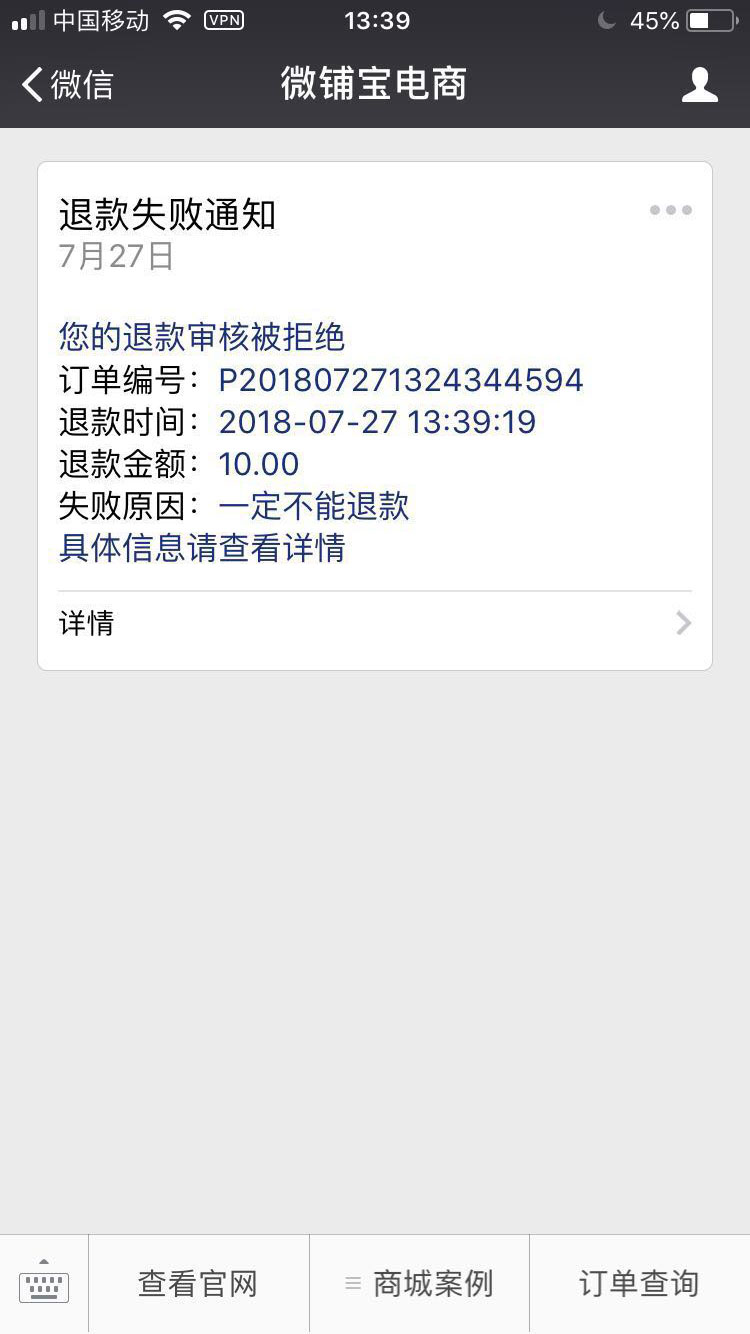 中国移动 VPN 13:39 45%
微信 微铺宝电商
退款失败通知
7月27日
您的退款审核被拒绝
订单编号：P201807271324344594
退款时间：2018-07-27 13:39:19
退款金额：10.00
失败原因：一定不能退款
具体信息请查看详情
详情
查看官网 商城案例 订单查询